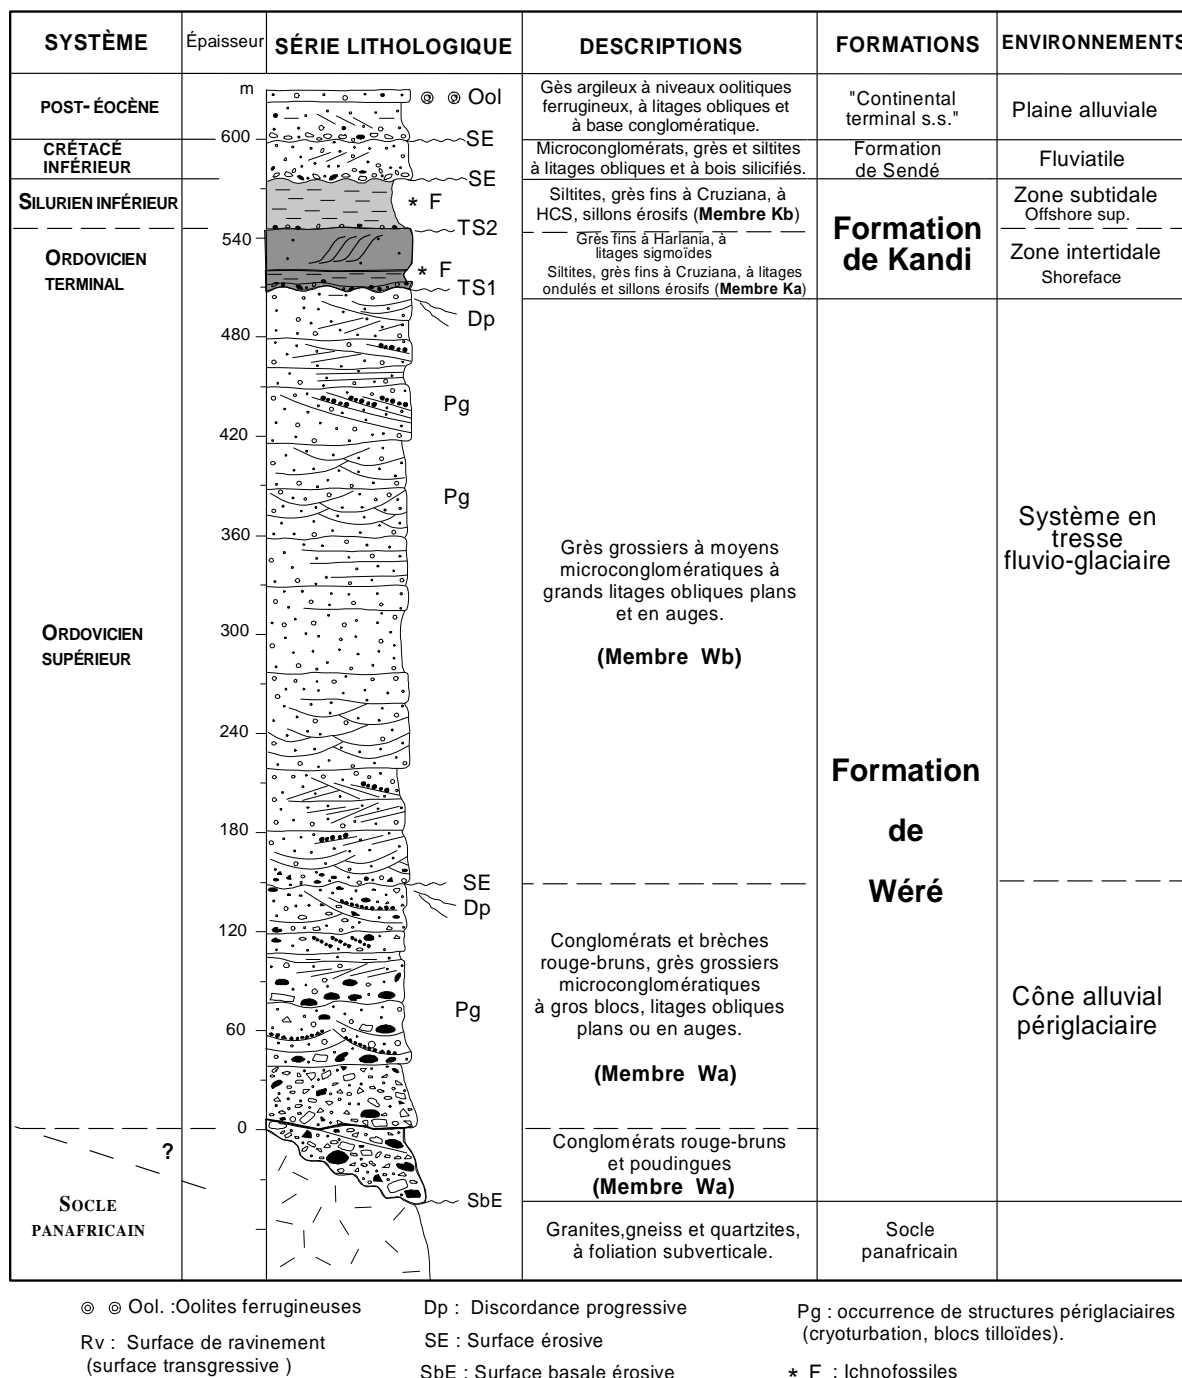 SYSTÈME
Épaisseur
SÉRIE LITHOLOGIQUE
DESCRIPTIONS
FORMATIONS
ENVIRONNEMENTS
m
POST-ÉOCÈNE
Ool
Gès argileux à niveaux oolitiques
ferrugineux, à litages obliques et
à base conglomératique.
"Continental
terminal s.s."
Plaine alluviale
600
SE
CRÉTACÉ
INFÉRIEUR
Microconglomérats, grès et siltites
à litages obliques et à bois silicifiés.
Formation
de Sendé
Fluviatile
SE
SILURIEN INFÉRIEUR
* F
Siltites, grès fins à Cruziana, à
HCS, sillons érosifs (Membre Kb)
Formation
de Kandi
Zone subtidale
Offshore sup.
TS2
540
ORDOVICIEN
TERMINAL
* F
Grès fins à Harlania, à
litages sigmoïdes
Siltites, grès fins à Cruziana, à litages
ondulés et sillons érosifs (Membre Ka)
Zone intertidale
Shoreface
TS1
Dp
480
Pg
420
Pg
360
300
240
180
ORDOVICIEN
SUPÉRIEUR
Grès grossiers à moyens
microconglomératiques à
grands litages obliques plans
et en auges.
(Membre Wb)
Système en
tresse
fluvio-glaciaire
Formation
de
Wéré
SE
Dp
120
Pg
60
0
Conglomérats et brèches
rouge-bruns, grès grossiers
microconglomératiques
à gros blocs, litages obliques
plans ou en auges.
(Membre Wa)
Cône alluvial
périglaciaire
?
Conglomérats rouge-bruns
et poudingues
(Membre Wa)
SbE
SOCLE
PANAFRICAIN
Granites,gneiss et quartzites,
à foliation subverticale.
Socle
panafricain
Ool. :Oolites ferrugineuses
Dp : Discordance progressive
Pg : occurrence de structures périglaciaires
(cryoturbation, blocs tilloïdes).
Rv : Surface de ravinement
(surface transgressive )
SE : Surface érosive
SbE : Surface basale érosive
* F : Ichnofossiles